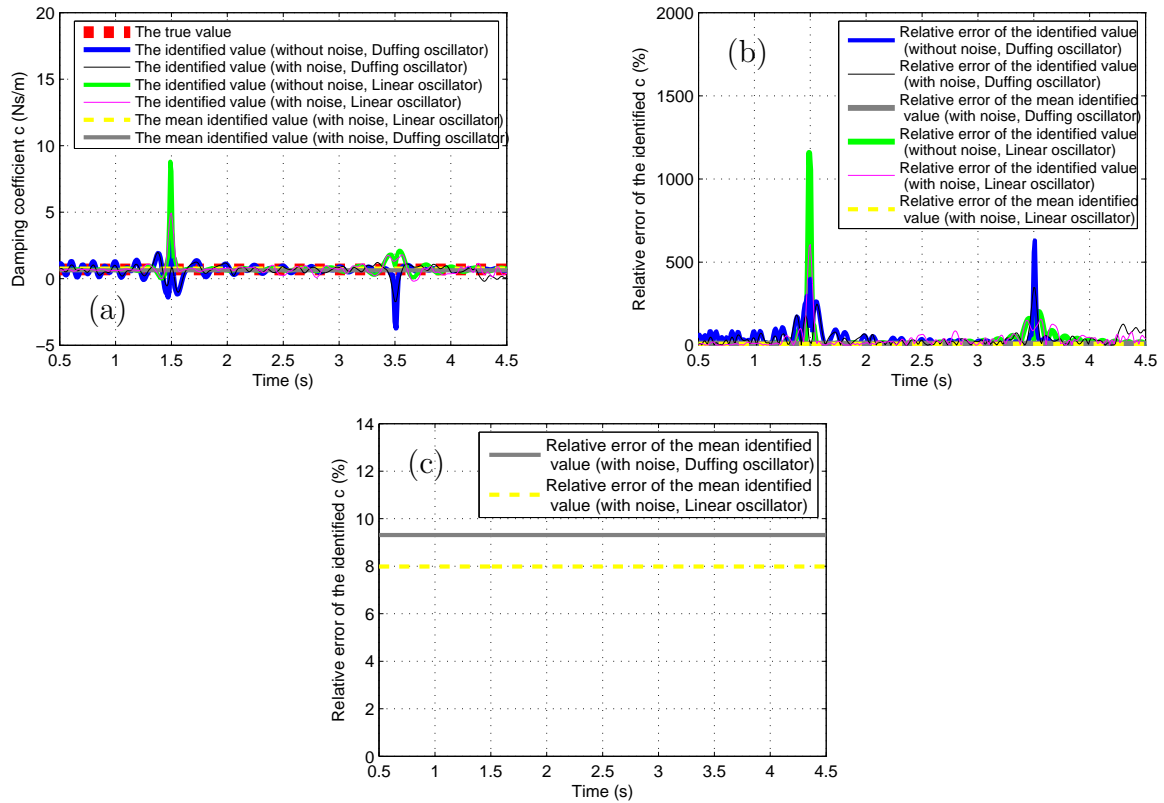 20
15
10
5
0
−5
Damping coefficient c (Ns/m)
The true value
The identified value (without noise, Duffing oscillator)
The identified value (with noise, Duffing oscillator)
The identified value (without noise, Linear oscillator)
The identified value (with noise, Linear oscillator)
The mean identified value (with noise, Linear oscillator)
The mean identified value (with noise, Duffing oscillator)
(a)
0.5 1 1.5 2 2.5 3 3.5 4 4.5
Time (s)
2000
1500
1000
500
0
Relative error of the identified c (%)
(b)
Relative error of the identified value
(without noise, Duffing oscillator)
Relative error of the identified value
(with noise, Duffing oscillator)
Relative error of the mean identified
value (with noise, Duffing oscillator)
Relative error of the identified value
(without noise, Linear oscillator)
Relative error of the identified value
(with noise, Linear oscillator)
Relative error of the mean identified
value (with noise, Linear oscillator)
0.5 1 1.5 2 2.5 3 3.5 4 4.5
Time (s)
14
12
10
8
6
4
2
0
Relative error of the identified c (%)
(c)
Relative error of the mean identified
value (with noise, Duffing oscillator)
Relative error of the mean identified
value (with noise, Linear oscillator)
0.5 1 1.5 2 2.5 3 3.5 4 4.5
Time (s)